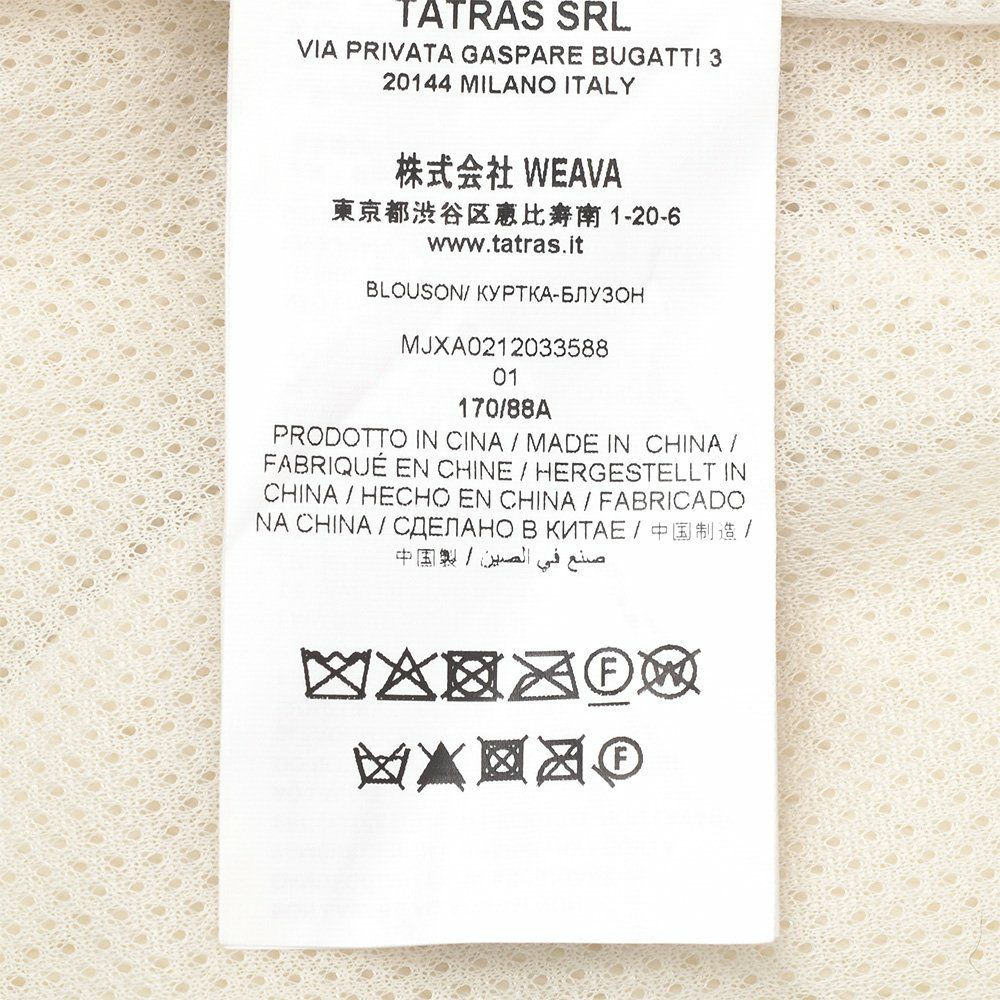 TATRAS SRL
VIA PRIVATA GASPARE BUGATTI 3
20144 MILANO ITALY
株式会社 WEAVA
東京都渋谷区恵比寿南 1-20-6
www.tatras.it
BLOUSON/ КУРТКА-БЛУЗОН
MJXA0212033588
01
170/88A
PRODOTTO IN CINA / MADE IN CHINA /
FABRIQUÉ EN CHINE / HERGESTELLT IN
CHINA / HECHO EN CHINA / FABRICADO
NA CHINA / СДЕЛАНО В КИТАЕ / 中国制造 /
中国製 / صنع في الصين
F W
F